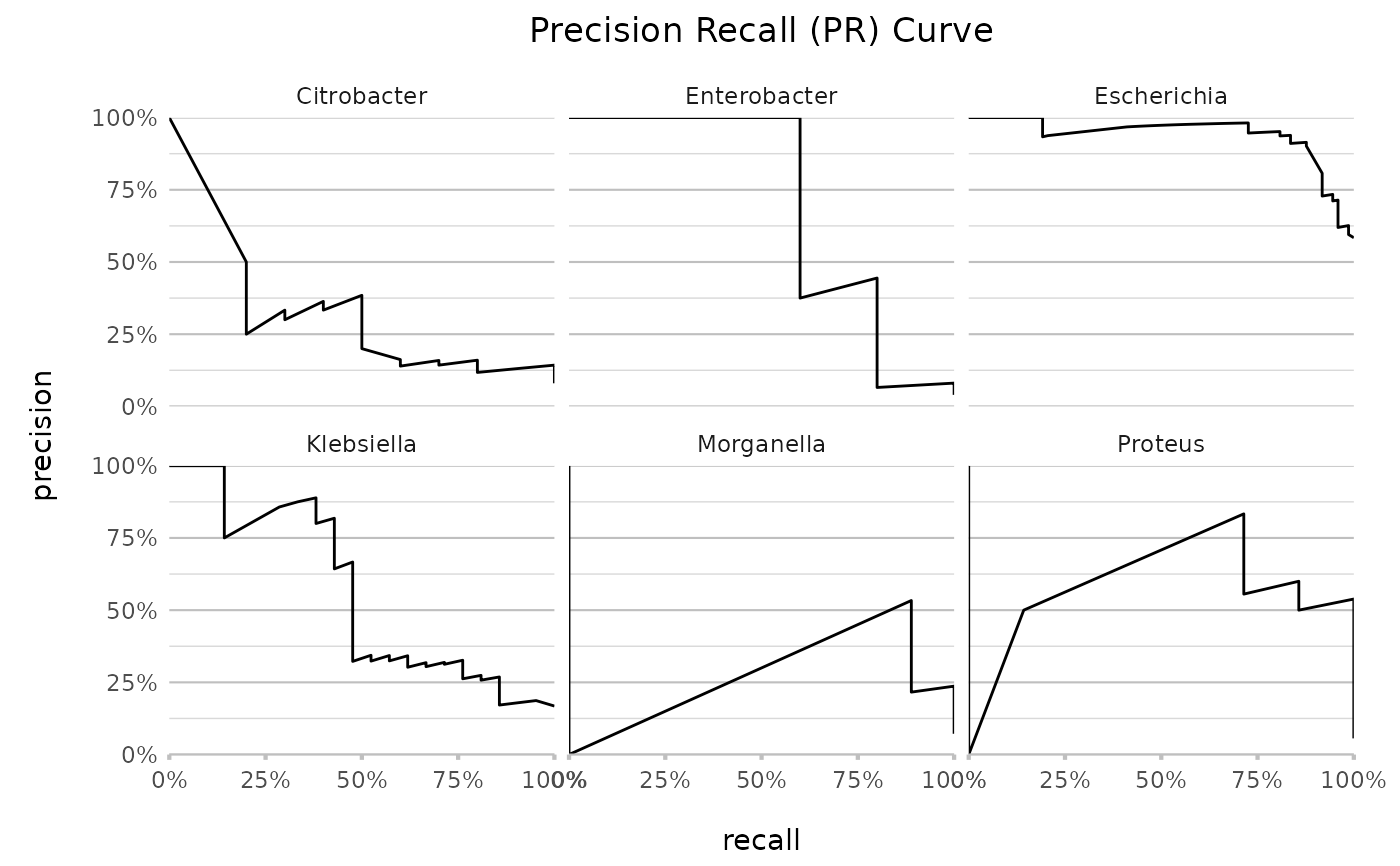 Precision Recall (PR) Curve
Citrobacter Enterobacter Escherichia
100%
75%
50%
25%
0%
Klebsiella Morganella Proteus
100%
75%
50%
25%
0%
0% 25% 50% 75% 100% 0% 25% 50% 75% 100% 0% 25% 50% 75% 100%
precision
recall